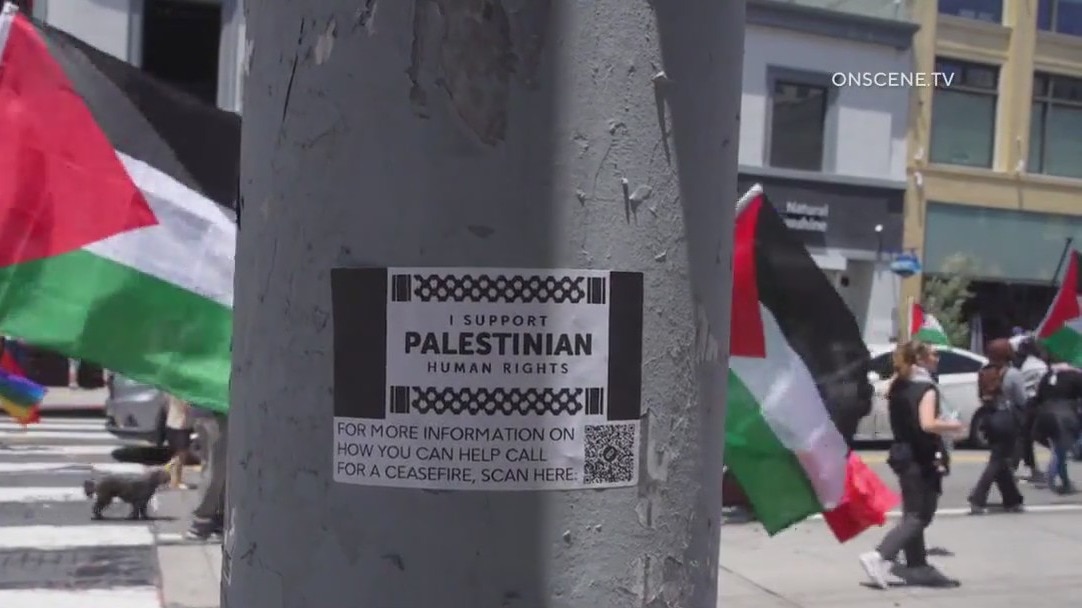 ONSCENE.TV
Natural
I SUPPORT
PALESTINIAN
HUMAN RIGHTS
FOR MORE INFORMATION ON
HOW YOU CAN HELP CALL
FOR A CEASEFIRE, SCAN HERE: